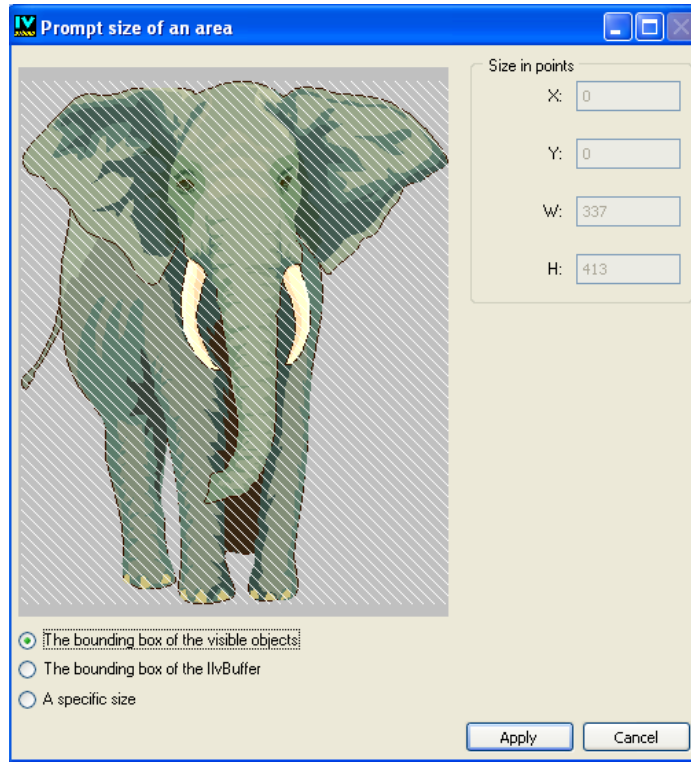 Prompt size of an area
Size in points
X: 0
Y: 0
W: 337
H: 413
The bounding box of the visible objects
The bounding box of the IlvBuffer
A specific size
Apply Cancel